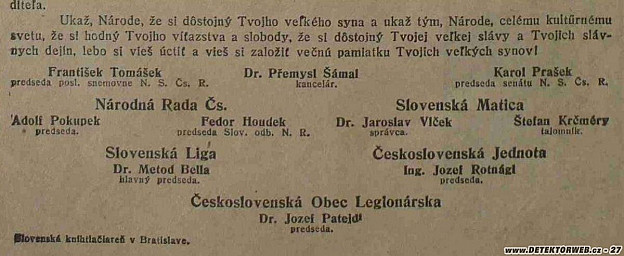 diteľa.
Ukaž, Národe, že si dôstojný Tvojho veľkého syna a ukaž tým, Národe, celému kultúrnemu
svetu, že si hodný Tvojho víťazstva a slobody, že si dôstojný Tvojej veľkej slávy a Tvojich sláv-
nych dejín, lebo si vieš úctiť a vieš si založiť večnú pamiatku Tvojich veľkých synov!
František Tomášek Dr. Přemysl Šámal Karol Prašek
predseda posl. snemovne N. S. Čs. R. kancelár. predseda senátu N. S. Čs. R.
Národná Rada Čs. Slovenská Matica
Adolf Pokupek Fedor Houdek Dr. Jaroslav Vlček Štefan Krčméry
predseda. predseda Slov. odb. N. R. správca. tajomník.
Slovenská Liga Československá Jednota
Dr. Metod Bella Ing. Jozef Rotnágl
hlavný predseda. predseda.
Československá Obec Legionárska
Dr. Jozef Pateidl
predseda.
Slovenská knihtlačiareň v Bratislave.
www.DETEKTORWEB.cz - 27